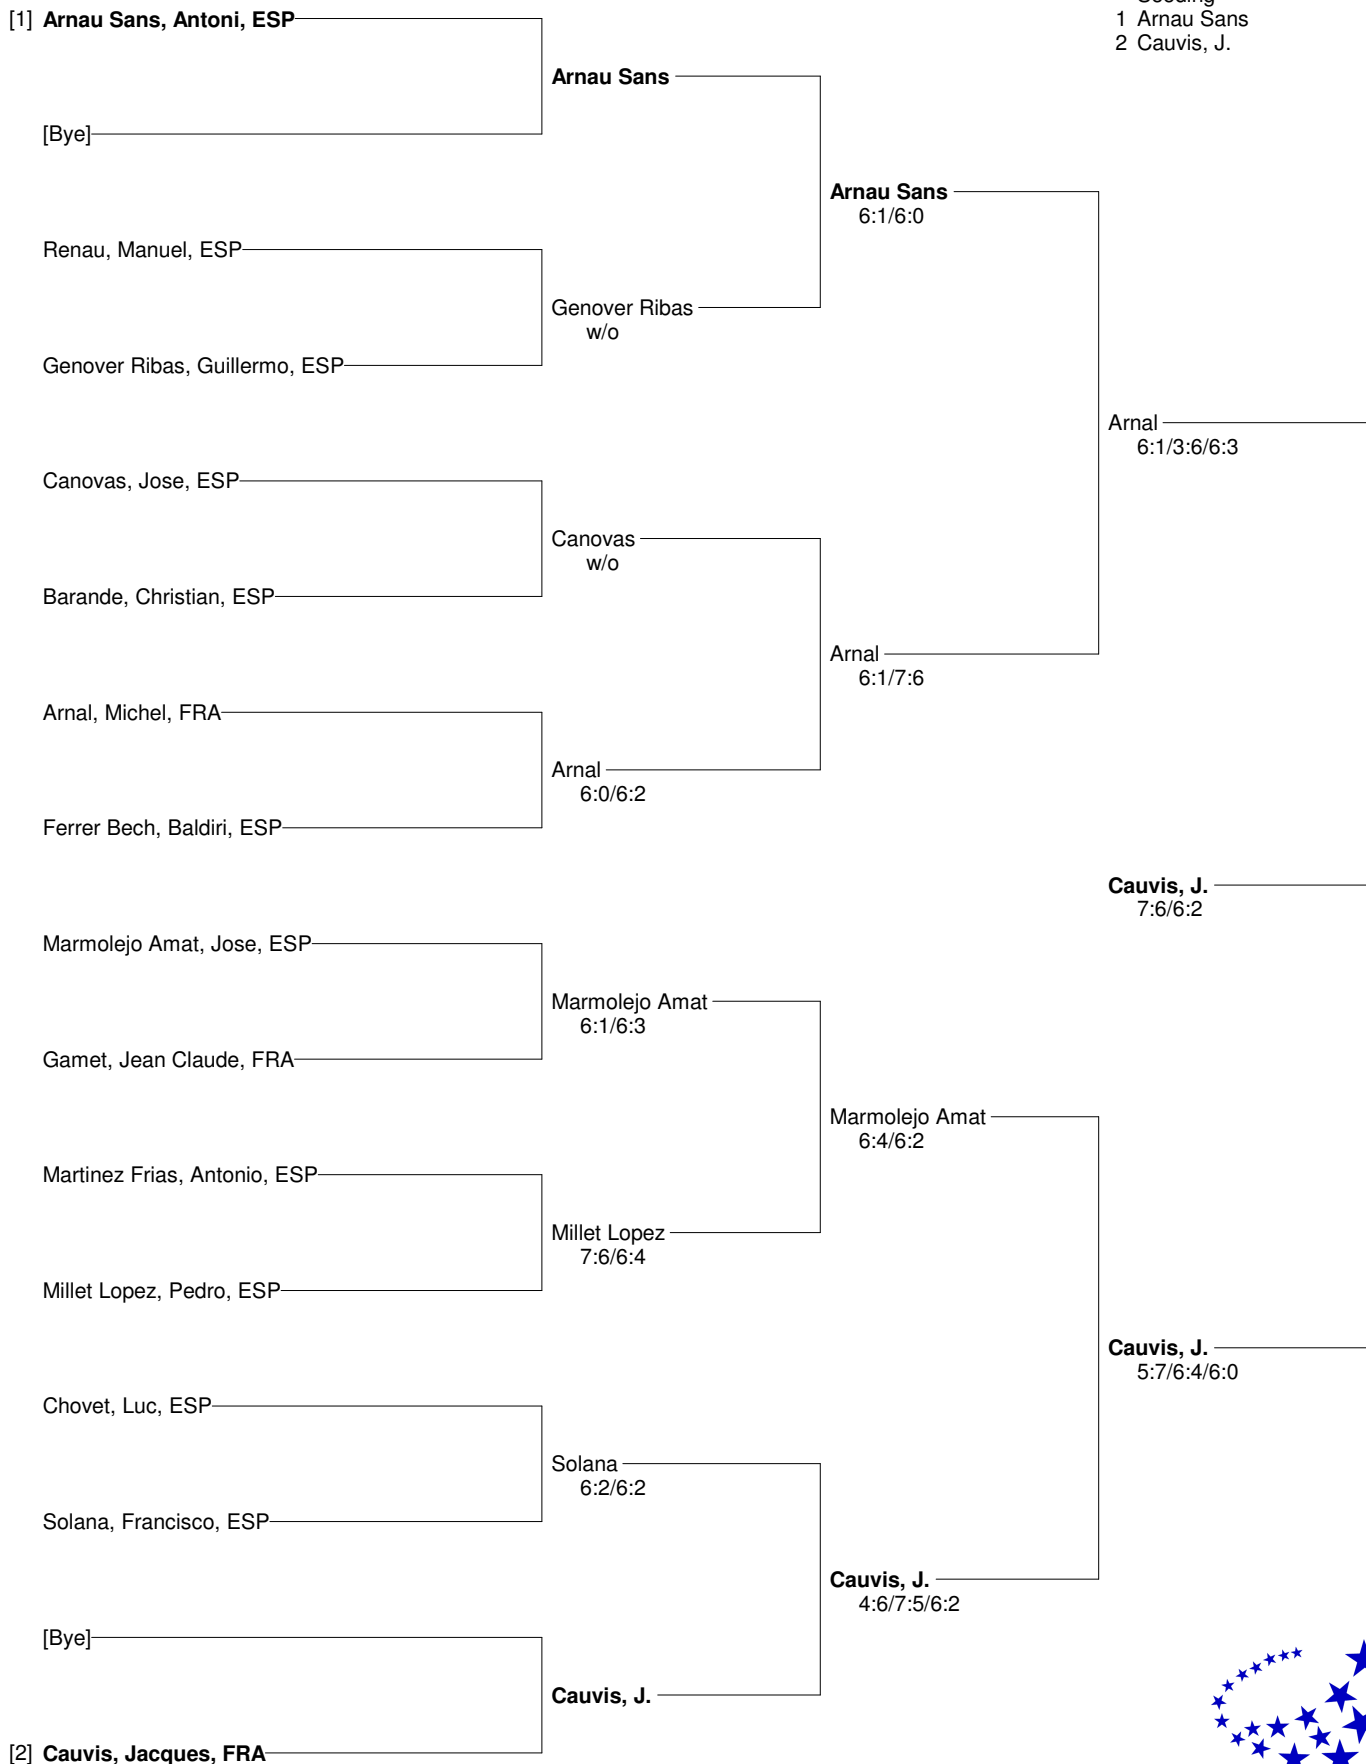 [1] Arnau Sans, Antoni, ESP
1 Arnau Sans
2 Cauvis, J.
Arnau Sans
[Bye]
Arnau Sans
6:1/6:0
Renau, Manuel, ESP
Genover Ribas
w/o
Genover Ribas, Guillermo, ESP
Arnal
6:1/3:6/6:3
Canovas, Jose, ESP
Canovas
w/o
Barande, Christian, ESP
Arnal
6:1/7:6
Arnal, Michel, FRA
Arnal
6:0/6:2
Ferrer Bech, Baldiri, ESP
Cauvis, J.
7:6/6:2
Marmolejo Amat, Jose, ESP
Marmolejo Amat
6:1/6:3
Gamet, Jean Claude, FRA
Marmolejo Amat
6:4/6:2
Martinez Frias, Antonio, ESP
Millet Lopez
7:6/6:4
Millet Lopez, Pedro, ESP
Cauvis, J.
5:7/6:4/6:0
Chovet, Luc, ESP
Solana
6:2/6:2
Solana, Francisco, ESP
Cauvis, J.
4:6/7:5/6:2
[Bye]
Cauvis, J.
[2] Cauvis, Jacques, FRA